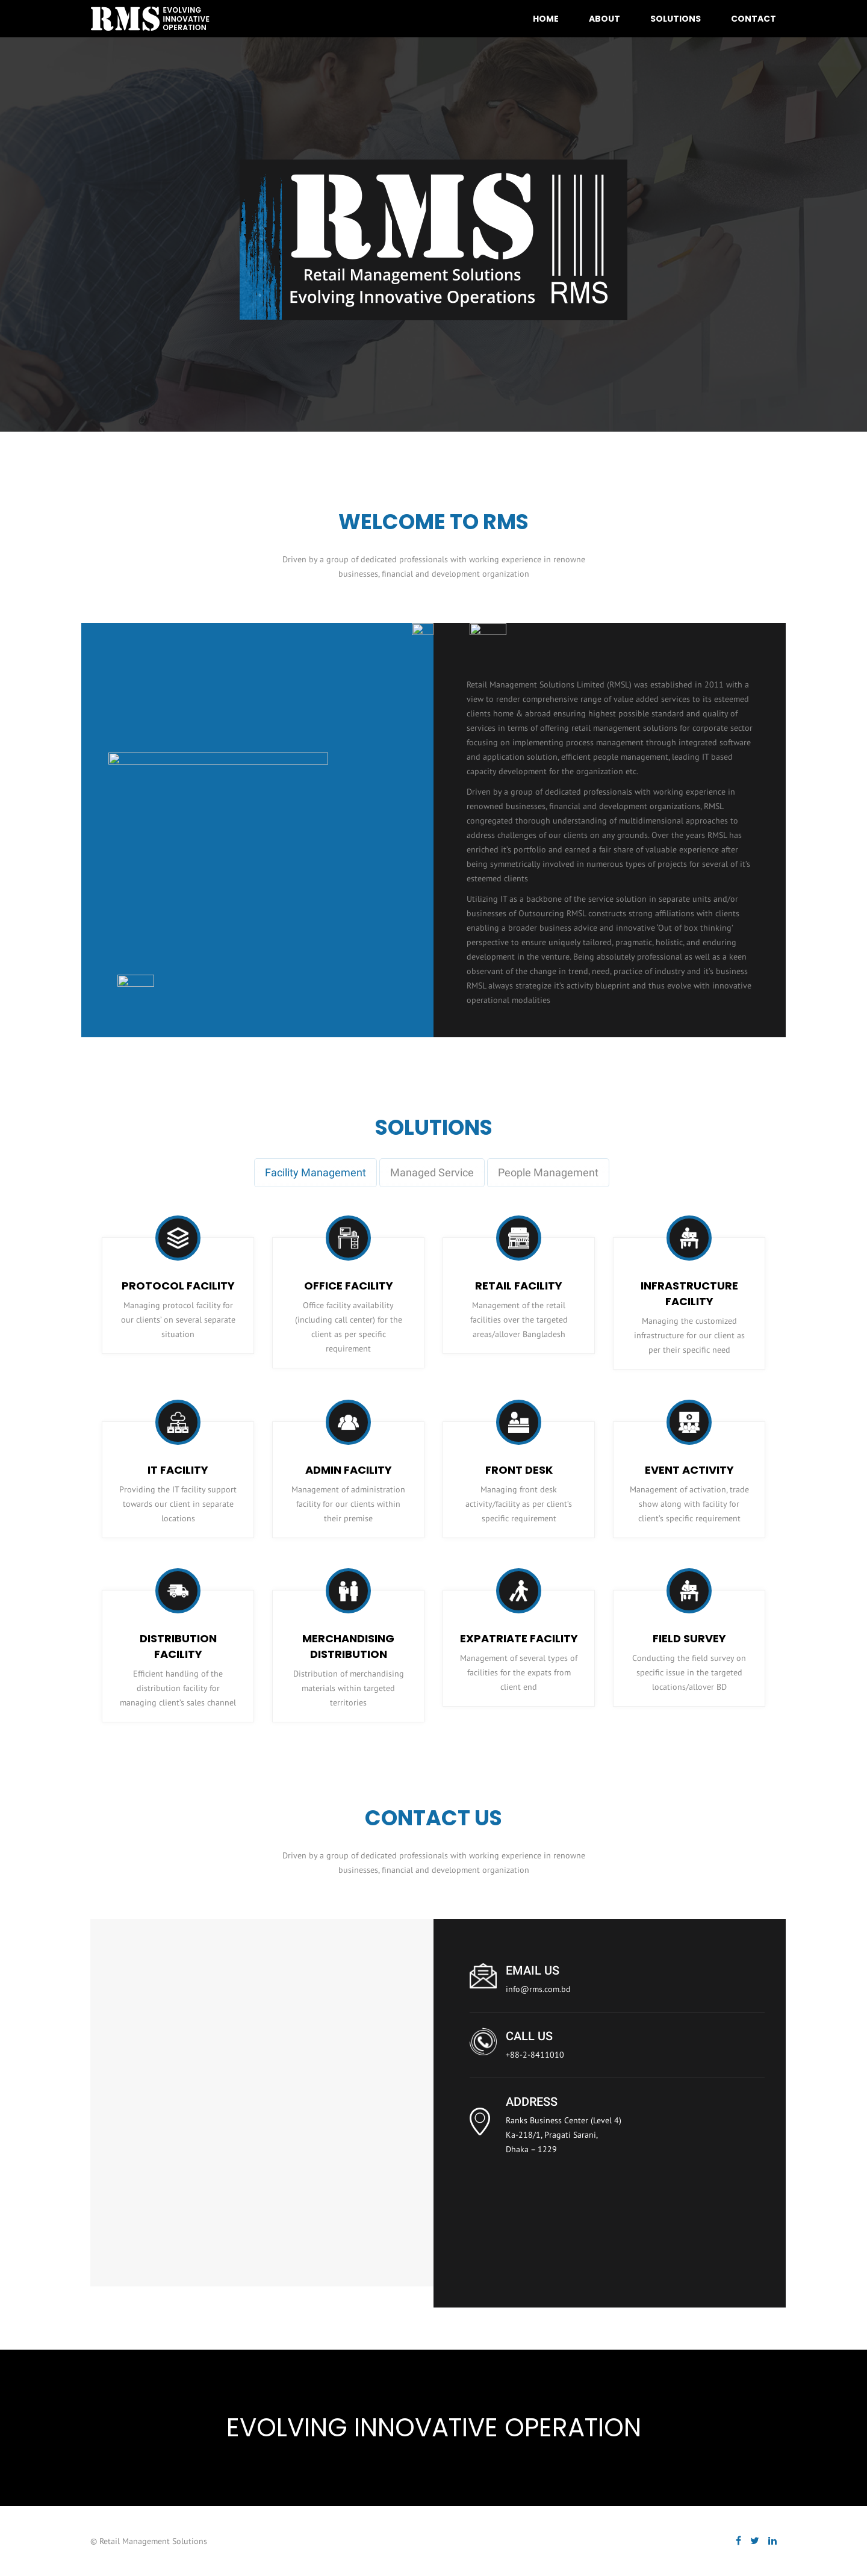 RMS EVOLVING
INNOVATIVE
OPERATION
HOME ABOUT SOLUTIONS CONTACT
RMS
Retail Management Solutions
Evolving Innovative Operations
RMS
WELCOME TO RMS
Driven by a group of dedicated professionals with working experience in renowne
businesses, financial and development organization
Retail Management Solutions Limited (RMSL) was established in 2011 with a
view to render comprehensive range of value added services to its esteemed
clients home & abroad ensuring highest possible standard and quality of
services in terms of offering retail management solutions for corporate sector
focusing on implementing process management through integrated software
and application solution, efficient people management, leading IT based
capacity development for the organization etc.
Driven by a group of dedicated professionals with working experience in
renowned businesses, financial and development organizations, RMSL
congregated thorough understanding of multidimensional approaches to
address challenges of our clients on any grounds. Over the years RMSL has
enriched it's portfolio and earned a fair share of valuable experience after
being symmetrically involved in numerous types of projects for several of it's
esteemed clients
Utilizing IT as a backbone of the service solution in separate units and/or
businesses of Outsourcing RMSL constructs strong affiliations with clients
enabling a broader business advice and innovative 'Out of box thinking'
perspective to ensure uniquely tailored, pragmatic, holistic, and enduring
development in the venture. Being absolutely professional as well as a keen
observant of the change in trend, need, practice of industry and it's business
RMSL always strategize it's activity blueprint and thus evolve with innovative
operational modalities
SOLUTIONS
Facility Management Managed Service People Management
PROTOCOL FACILITY
Managing protocol facility for
our clients' on several separate
situation
OFFICE FACILITY
Office facility availability
(including call center) for the
client as per specific
requirement
RETAIL FACILITY
Management of the retail
facilities over the targeted
areas/allover Bangladesh
INFRASTRUCTURE
FACILITY
Managing the customized
infrastructure for our client as
per their specific need
IT FACILITY
Providing the IT facility support
towards our client in separate
locations
ADMIN FACILITY
Management of administration
facility for our clients within
their premise
FRONT DESK
Managing front desk
activity/facility as per client's
specific requirement
EVENT ACTIVITY
Management of activation, trade
show along with facility for
client's specific requirement
DISTRIBUTION
FACILITY
Efficient handling of the
distribution facility for
managing client's sales channel
MERCHANDISING
DISTRIBUTION
Distribution of merchandising
materials within targeted
territories
EXPATRIATE FACILITY
Management of several types of
facilities for the expats from
client end
FIELD SURVEY
Conducting the field survey on
specific issue in the targeted
locations/allover BD
CONTACT US
Driven by a group of dedicated professionals with working experience in renowne
businesses, financial and development organization
EMAIL US
info@rms.com.bd
CALL US
+88-2-8411010
ADDRESS
Ranks Business Center (Level 4)
Ka-218/1, Pragati Sarani,
Dhaka – 1229
EVOLVING INNOVATIVE OPERATION
© Retail Management Solutions